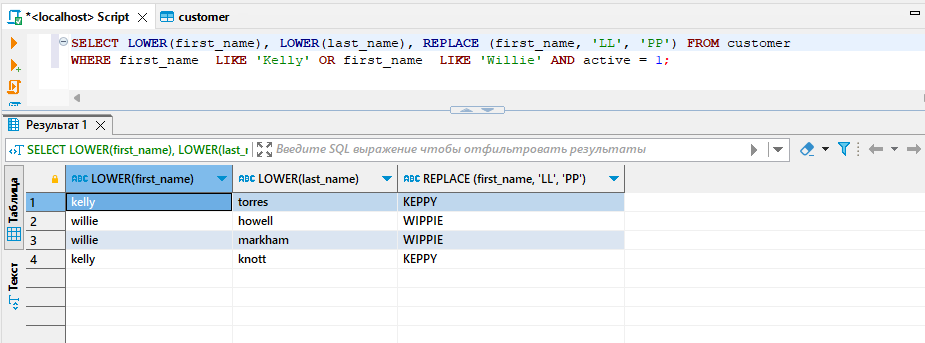 *<localhost> Script
customer
SELECT LOWER(first_name), LOWER(last_name), REPLACE (first_name, 'LL', 'PP') FROM customer
WHERE first_name  LIKE 'Kelly' OR first_name  LIKE 'Willie' AND active = 1;
Результат 1
SELECT LOWER(first_name), LOWER(last_r
Введите SQL выражение чтобы отфильтровать результаты
Таблица
Текст
ABC LOWER(first_name) ABC LOWER(last_name) ABC REPLACE (first_name, 'LL', 'PP')
1 kelly torres KEPPY
2 willie howell WIPPIE
3 willie markham WIPPIE
4 kelly knott KEPPY